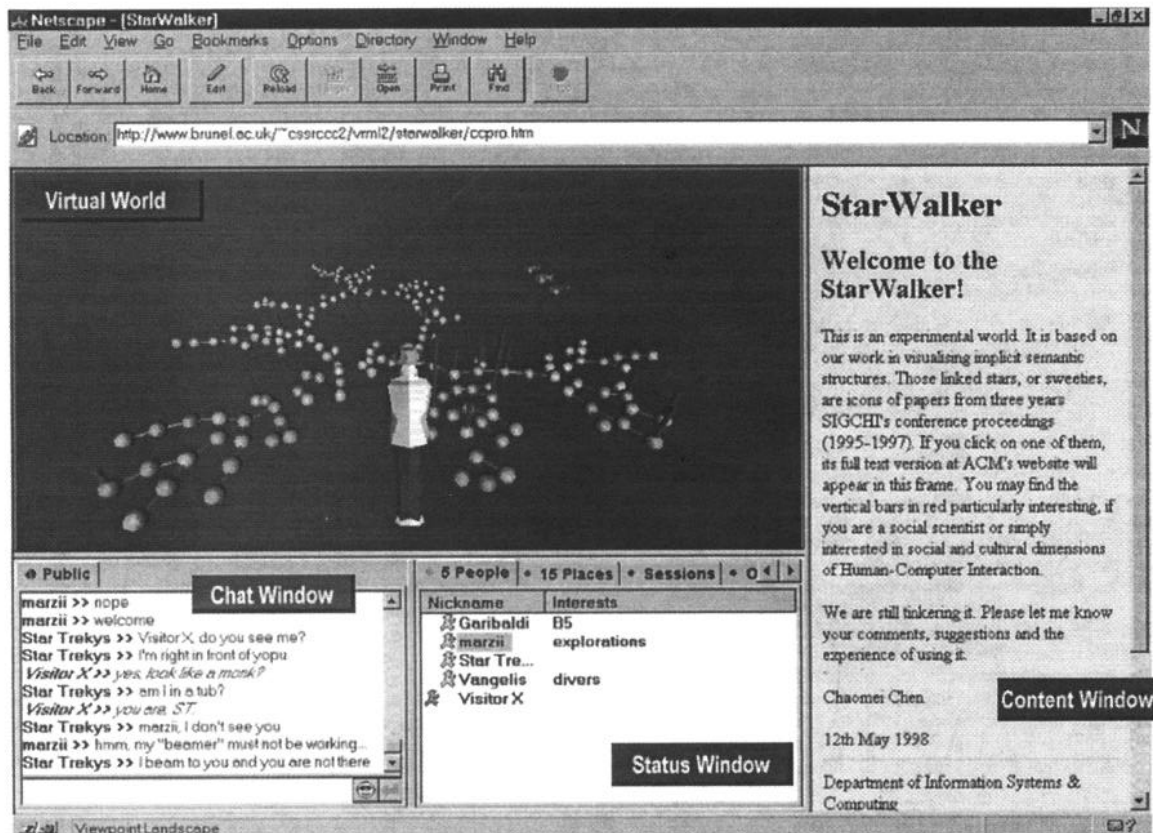 Netscape - [StarWalker]
File Edit View Go Bookmarks Options Directory Window Help
Back Forward Home Edit Reload Open Print Find
Location: http://www.brunel.ac.uk/~cssrccc2/vrml2/starwalker/ccpro.htm
N
Virtual World
StarWalker
Welcome to the
StarWalker!
This is an experimental world. It is based on
our work in visualising implicit semantic
structures. Those linked stars, or sweeties,
are icons of papers from three years
SIGCHI's conference proceedings
(1995-1997). If you click on one of them,
its full text version at ACM's website will
appear in this frame. You may find the
vertical bars in red particularly interesting, if
you are a social scientist or simply
interested in social and cultural dimensions
of Human-Computer Interaction.
We are still tinkering it. Please let me know
your comments, suggestions and the
experience of using it.
Chaomei Chen
Content Window
12th May 1998
Department of Information Systems &
Computing
Public
Chat Window
marzii >> nope
marzii >> welcome
Star Trekys >> Visitor X, do you see me?
Star Trekys >> I'm right in front of yopu
Visitor X >> yes, look like a monk?
Star Trekys >> am I in a tub?
Visitor X >> you are, ST.
Star Trekys >> marzii, I don't see you
marzii >> hmm, my "beamer" must not be working...
Star Trekys >> I beam to you and you are not there
5 People 15 Places Sessions O
Nickname Interests
Garibaldi B5
marzii explorations
Star Tre...
Vangelis divers
Visitor X
Status Window
ViewpointLandscape